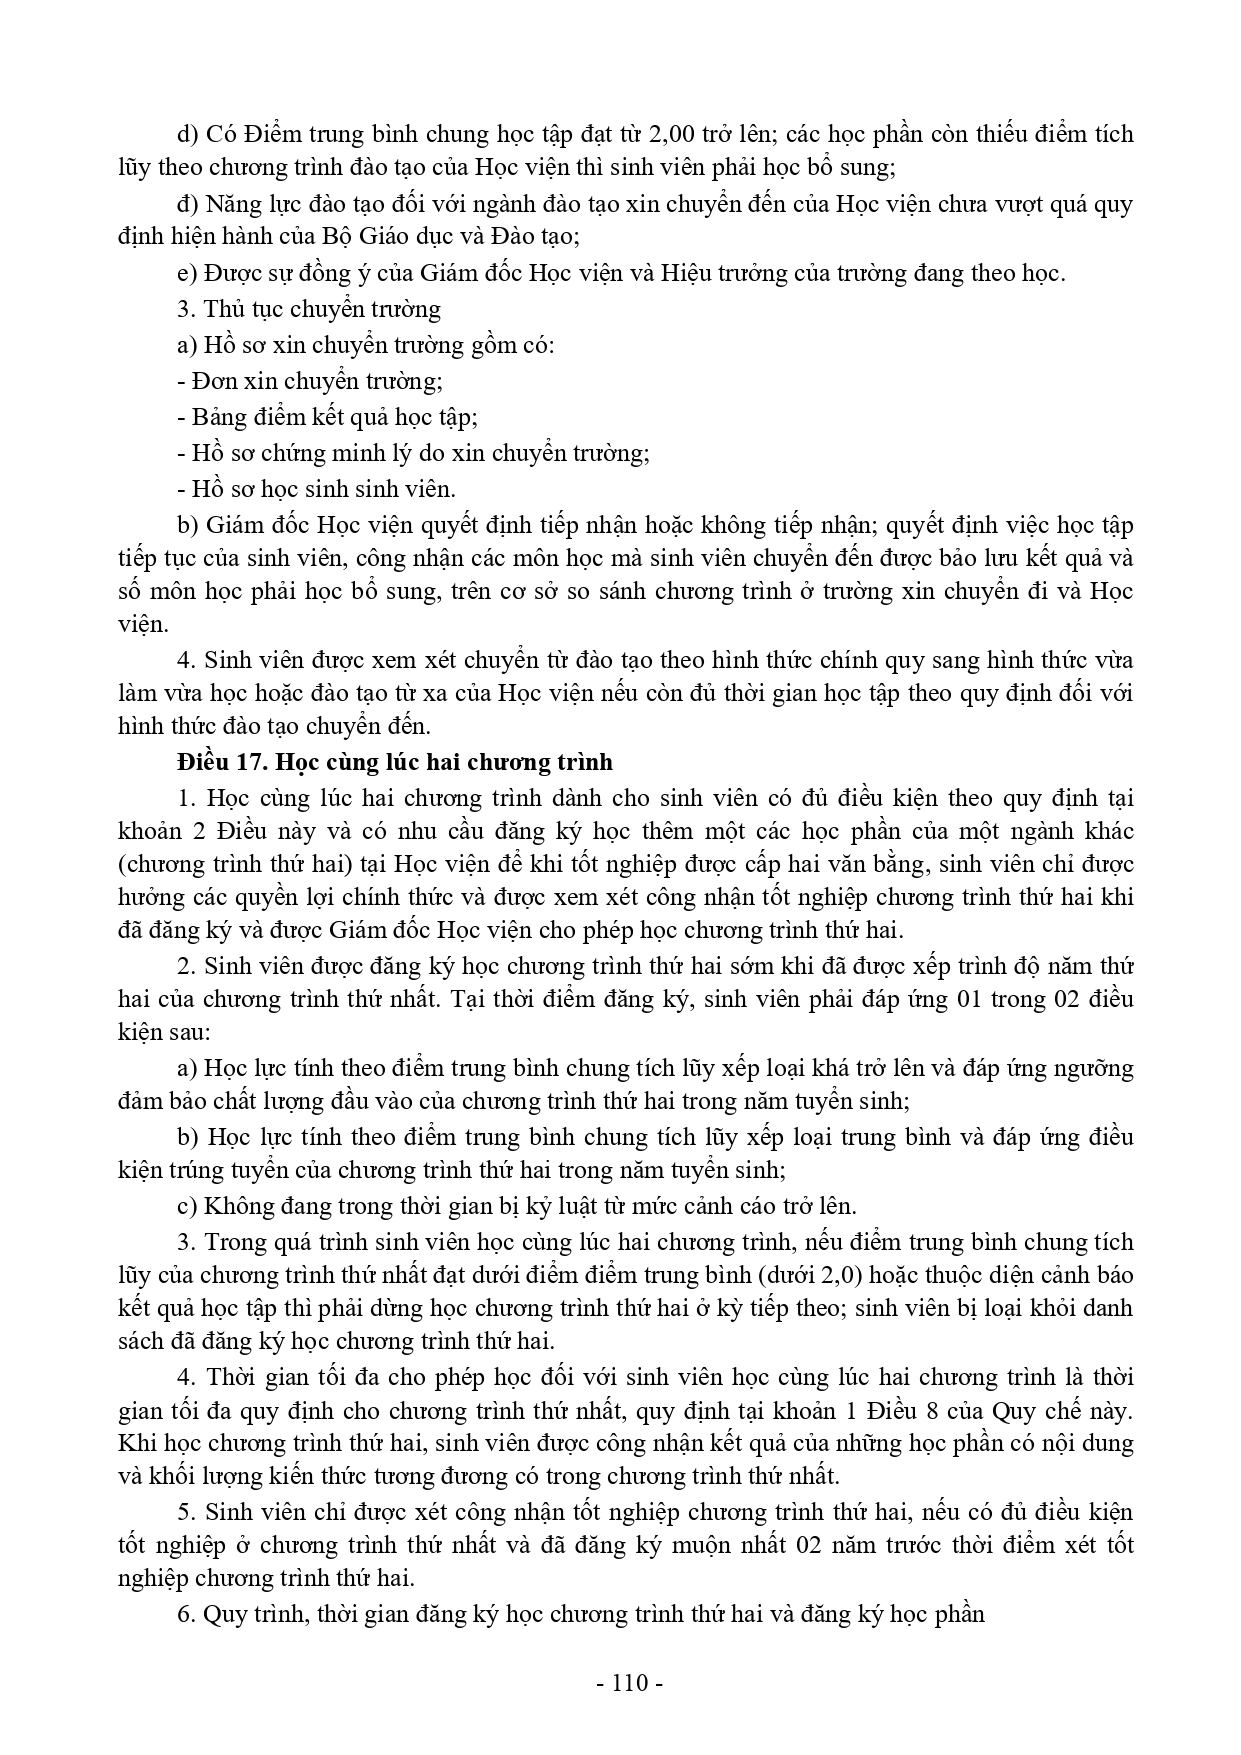 d) Có Điểm trung bình chung học tập đạt từ 2,00 trở lên; các học phần còn thiếu điểm tích
lũy theo chương trình đào tạo của Học viện thì sinh viên phải học bổ sung;
đ) Năng lực đào tạo đối với ngành đào tạo xin chuyển đến của Học viện chưa vượt quá quy
định hiện hành của Bộ Giáo dục và Đào tạo;
e) Được sự đồng ý của Giám đốc Học viện và Hiệu trưởng của trường đang theo học.
3. Thủ tục chuyển trường
a) Hồ sơ xin chuyển trường gồm có:
- Đơn xin chuyển trường;
- Bảng điểm kết quả học tập;
- Hồ sơ chứng minh lý do xin chuyển trường;
- Hồ sơ học sinh sinh viên.
b) Giám đốc Học viện quyết định tiếp nhận hoặc không tiếp nhận; quyết định việc học tập
tiếp tục của sinh viên, công nhận các môn học mà sinh viên chuyển đến được bảo lưu kết quả và
số môn học phải học bổ sung, trên cơ sở so sánh chương trình ở trường xin chuyển đi và Học
viện.
4. Sinh viên được xem xét chuyển từ đào tạo theo hình thức chính quy sang hình thức vừa
làm vừa học hoặc đào tạo từ xa của Học viện nếu còn đủ thời gian học tập theo quy định đối với
hình thức đào tạo chuyển đến.
Điều 17. Học cùng lúc hai chương trình
1. Học cùng lúc hai chương trình dành cho sinh viên có đủ điều kiện theo quy định tại
khoản 2 Điều này và có nhu cầu đăng ký học thêm một các học phần của một ngành khác
(chương trình thứ hai) tại Học viện để khi tốt nghiệp được cấp hai văn bằng, sinh viên chỉ được
hưởng các quyền lợi chính thức và được xem xét công nhận tốt nghiệp chương trình thứ hai khi
đã đăng ký và được Giám đốc Học viện cho phép học chương trình thứ hai.
2. Sinh viên được đăng ký học chương trình thứ hai sớm khi đã được xếp trình độ năm thứ
hai của chương trình thứ nhất. Tại thời điểm đăng ký, sinh viên phải đáp ứng 01 trong 02 điều
kiện sau:
a) Học lực tính theo điểm trung bình chung tích lũy xếp loại khá trở lên và đáp ứng ngưỡng
đảm bảo chất lượng đầu vào của chương trình thứ hai trong năm tuyển sinh;
b) Học lực tính theo điểm trung bình chung tích lũy xếp loại trung bình và đáp ứng điều
kiện trúng tuyển của chương trình thứ hai trong năm tuyển sinh;
c) Không đang trong thời gian bị kỷ luật từ mức cảnh cáo trở lên.
3. Trong quá trình sinh viên học cùng lúc hai chương trình, nếu điểm trung bình chung tích
lũy của chương trình thứ nhất đạt dưới điểm điểm trung bình (dưới 2,0) hoặc thuộc diện cảnh báo
kết quả học tập thì phải dừng học chương trình thứ hai ở kỳ tiếp theo; sinh viên bị loại khỏi danh
sách đã đăng ký học chương trình thứ hai.
4. Thời gian tối đa cho phép học đối với sinh viên học cùng lúc hai chương trình là thời
gian tối đa quy định cho chương trình thứ nhất, quy định tại khoản 1 Điều 8 của Quy chế này.
Khi học chương trình thứ hai, sinh viên được công nhận kết quả của những học phần có nội dung
và khối lượng kiến thức tương đương có trong chương trình thứ nhất.
5. Sinh viên chỉ được xét công nhận tốt nghiệp chương trình thứ hai, nếu có đủ điều kiện
tốt nghiệp ở chương trình thứ nhất và đã đăng ký muộn nhất 02 năm trước thời điểm xét tốt
nghiệp chương trình thứ hai.
6. Quy trình, thời gian đăng ký học chương trình thứ hai và đăng ký học phần
- 110 -